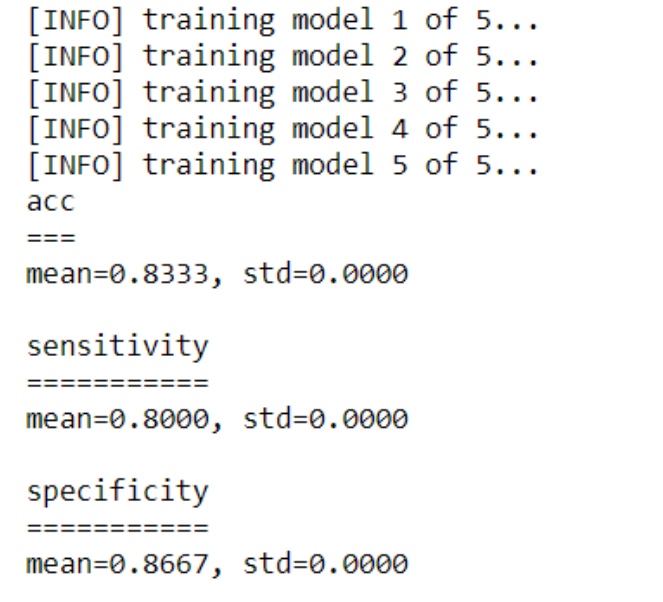 [INFO] training model 1 of 5...
[INFO] training model 2 of 5...
[INFO] training model 3 of 5...
[INFO] training model 4 of 5...
[INFO] training model 5 of 5...
acc
===
mean=0.8333, std=0.0000
sensitivity
===========
mean=0.8000, std=0.0000
specificity
===========
mean=0.8667, std=0.0000